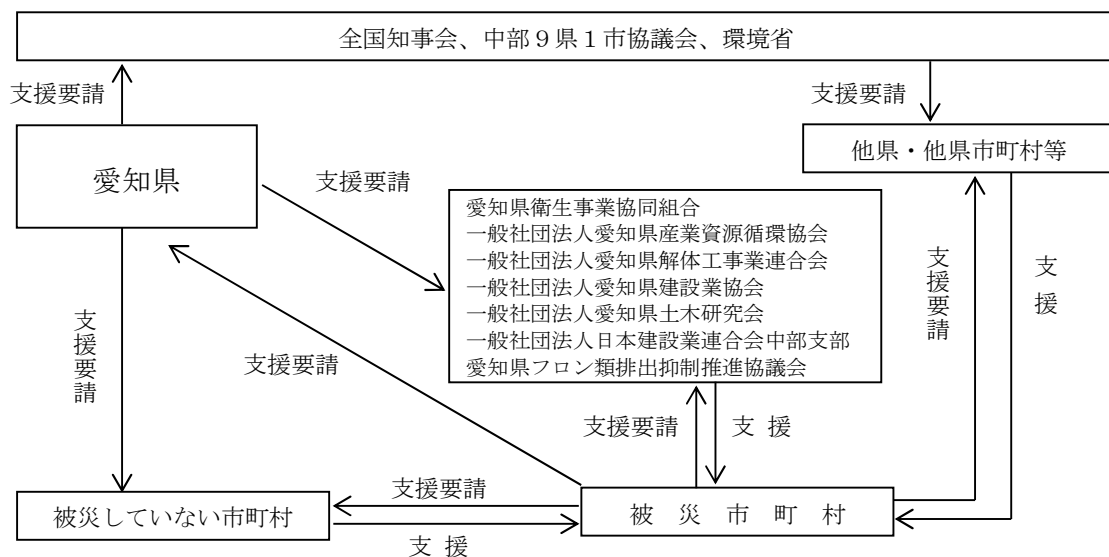 全国知事会、中部９県１市協議会、環境省
支援要請
支援要請
愛知県
他県・他県市町村等
支援要請
愛知県衛生事業協同組合
一般社団法人愛知県産業資源循環協会
一般社団法人愛知県解体工事業連合会
一般社団法人愛知県建設業協会
一般社団法人愛知県土木研究会
一般社団法人日本建設業連合会中部支部
愛知県フロン類排出抑制推進協議会
支援要請
支援
支援要請
支援要請
支援要請
支 援
支援要請
被災していない市町村
被 災 市 町 村
支 援